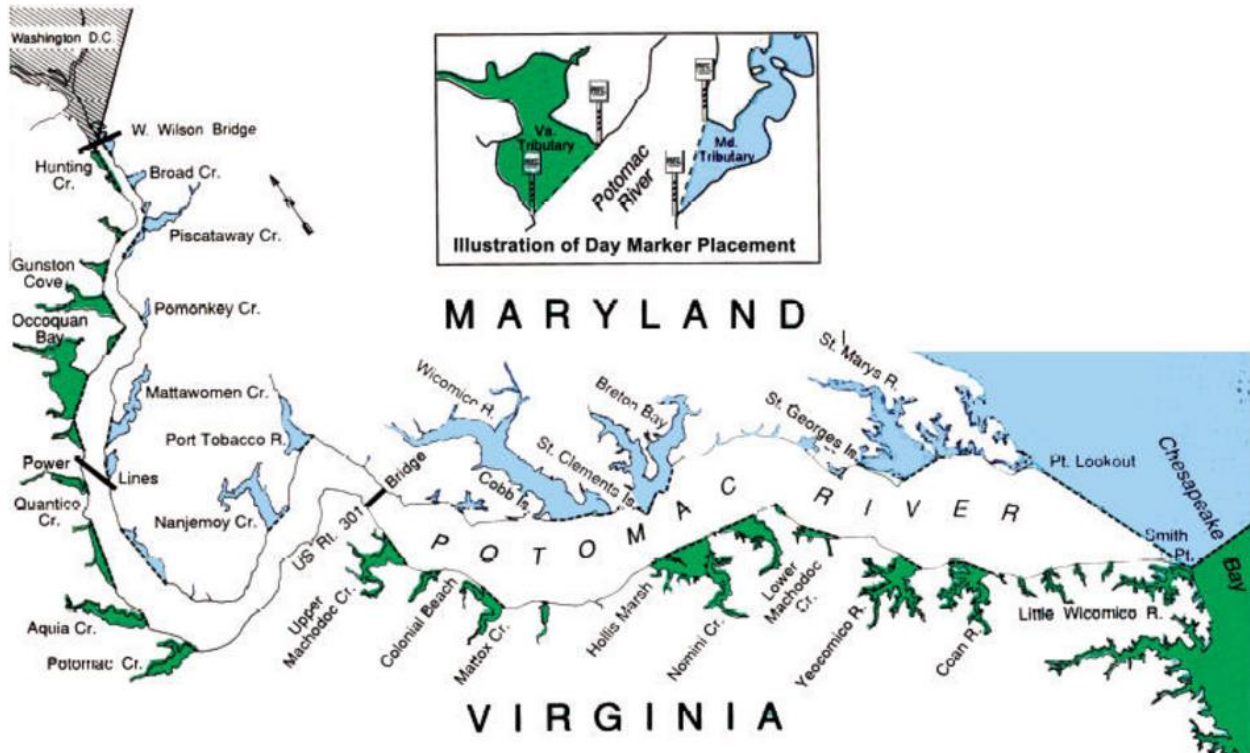 Washington D.C
W. Wilson Bridge
Hunting
Cr.
Broad Cr.
Piscataway Cr.
Gunston
Cove
Pomonkey Cr.
Occoquan
Bay
Mattawomen Cr.
Port Tobacco R.
Power
Lines
Quantico
Cr.
Nanjemoy Cr.
Aquia Cr.
Potomac Cr.
Va.
Tributary
Md.
Tributary
Potomac
River
Illustration of Day Marker Placement
MARYLAND
Wicomico R.
Breton Bay
St. Marys R.
St. Clements Is.
St. Georges Is.
Cobb Is.
Bridge
US Rt. 301
POTOMAC RIVER
Pt. Lookout
Chesapeake
Bay
Smith
Pt.
Upper
Machodoc Cr.
Colonial Beach
Mattox Cr.
Hollis Marsh
Nomini Cr.
Lower
Machodoc
Cr.
Yeocomico R.
Coan R.
Little Wicomico R.
VIRGINIA